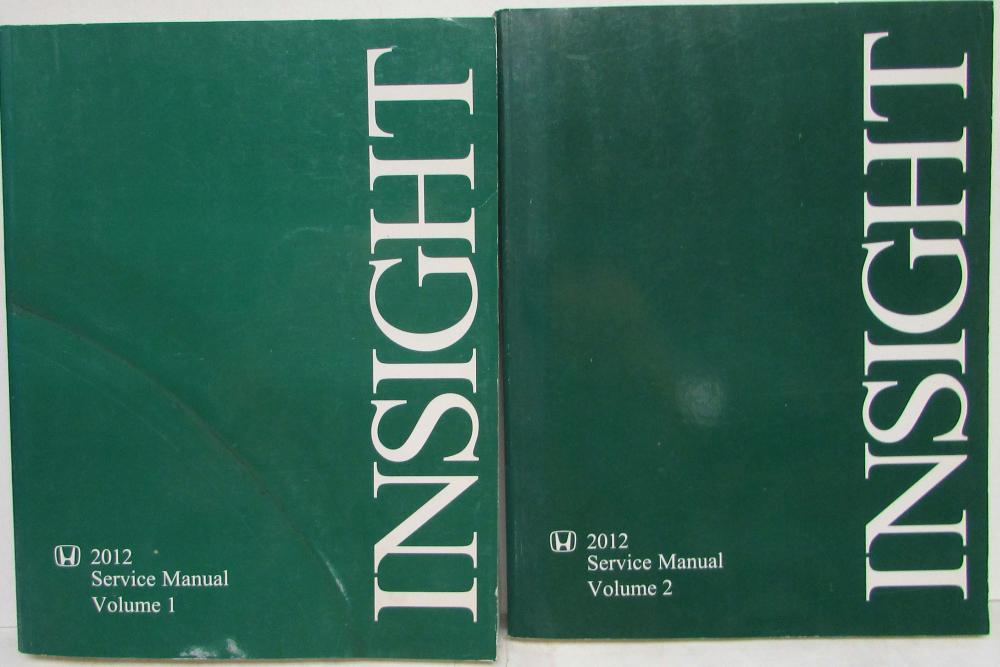 INSIGHT
2012
Service Manual
Volume 1
INSIGHT
2012
Service Manual
Volume 2